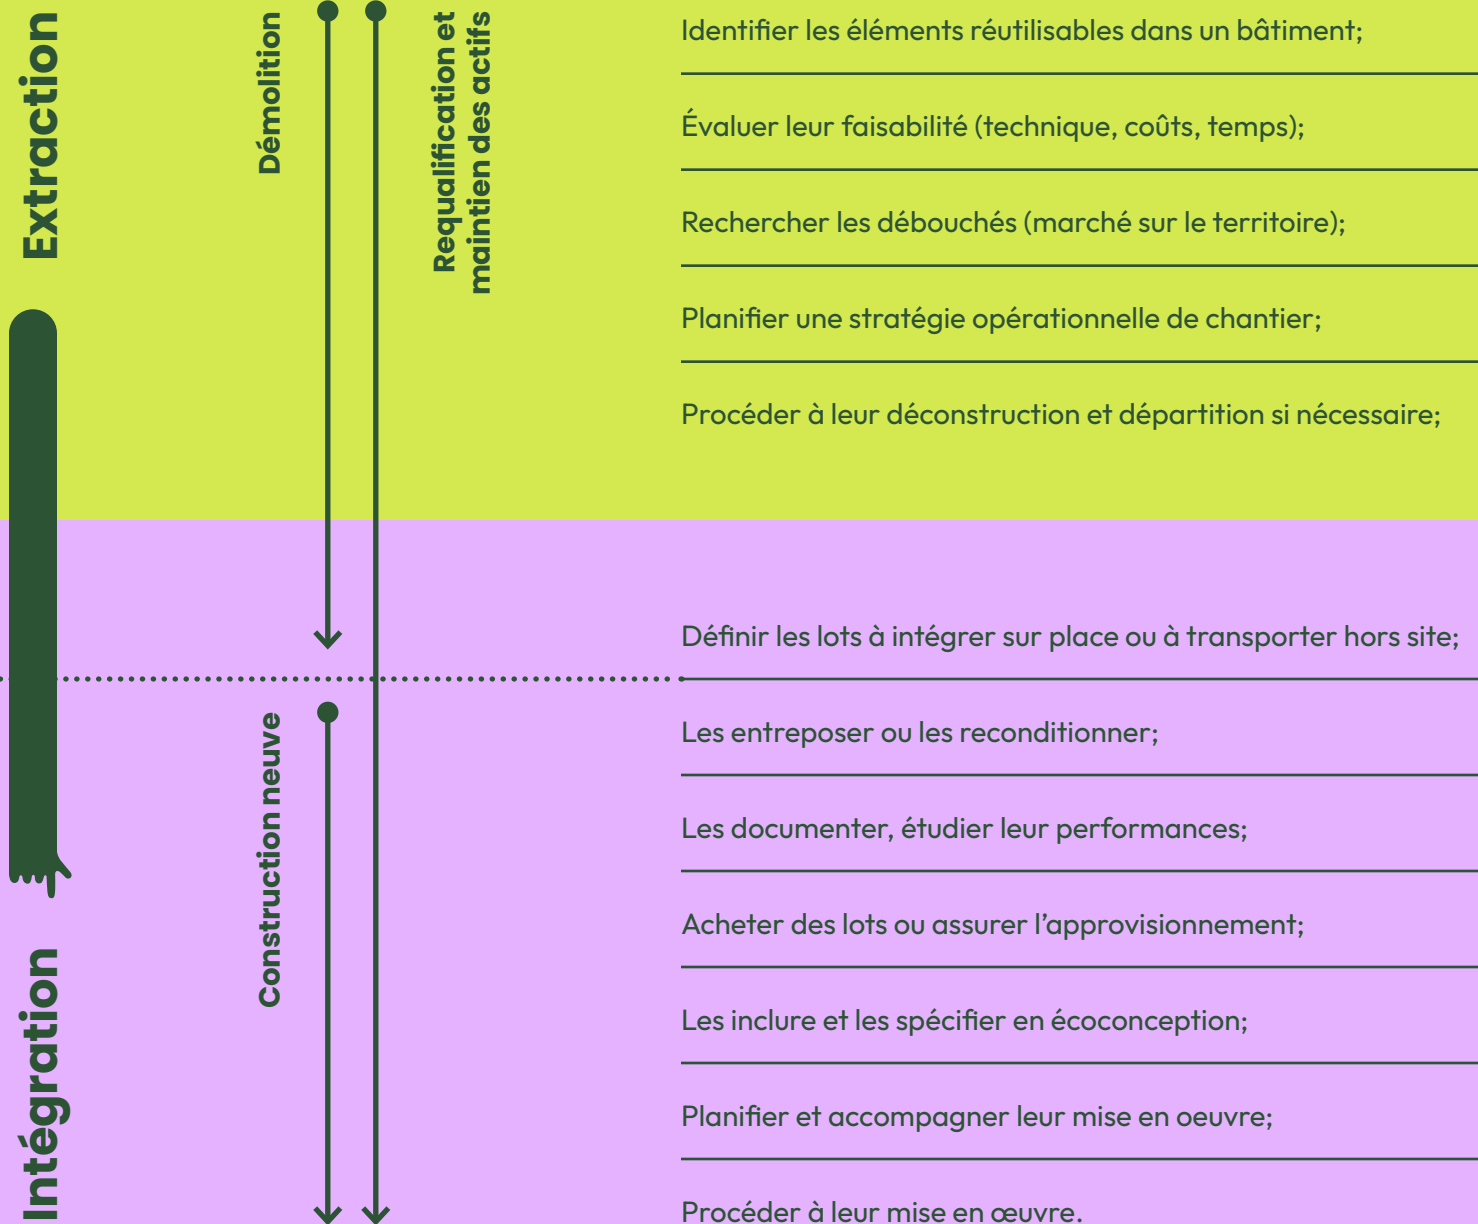 Extraction
Démolition
Requalification et
maintien des actifs
Identifier les éléments réutilisables dans un bâtiment;
Évaluer leur faisabilité (technique, coûts, temps);
Rechercher les débouchés (marché sur le territoire);
Planifier une stratégie opérationnelle de chantier;
Procéder à leur déconstruction et départition si nécessaire;
Intégration
Construction neuve
Définir les lots à intégrer sur place ou à transporter hors site;
Les entreposer ou les reconditionner;
Les documenter, étudier leur performances;
Acheter des lots ou assurer l’approvisionnement;
Les inclure et les spécifier en écoconception;
Planifier et accompagner leur mise en oeuvre;
Procéder à leur mise en œuvre.